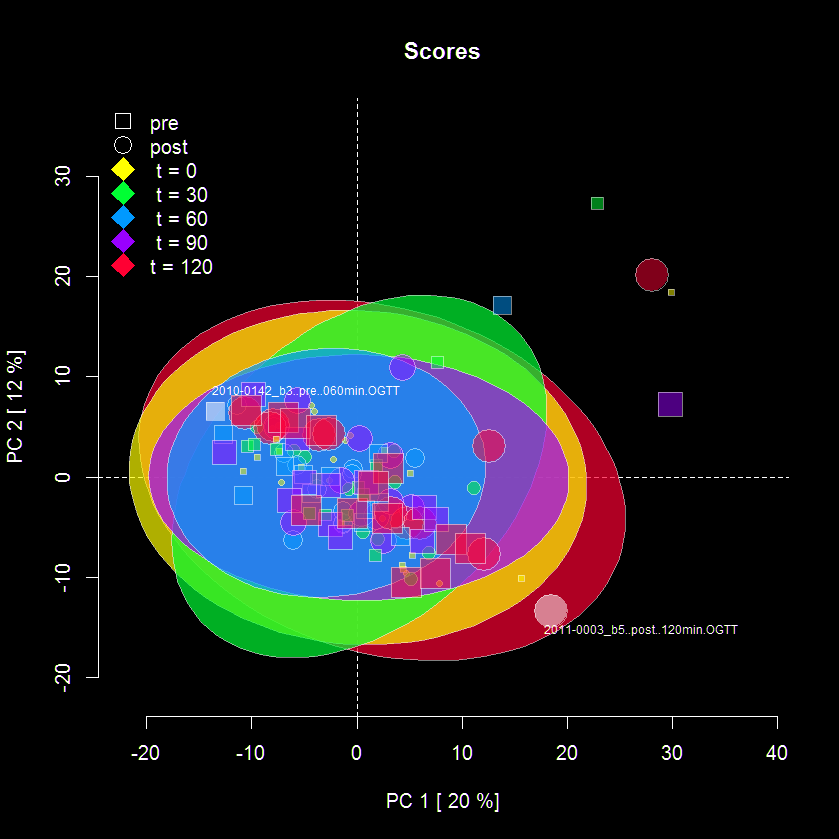 Scores
pre
post
t = 0
t = 30
t = 60
t = 90
t = 120
PC 2 [ 12 %]
30
20
10
0
-10
-20
2010-0142_b3..pre..060min.OGTT
2011-0003_b5..post..120min.OGTT
-20 -10 0 10 20 30 40
PC 1 [ 20 %]